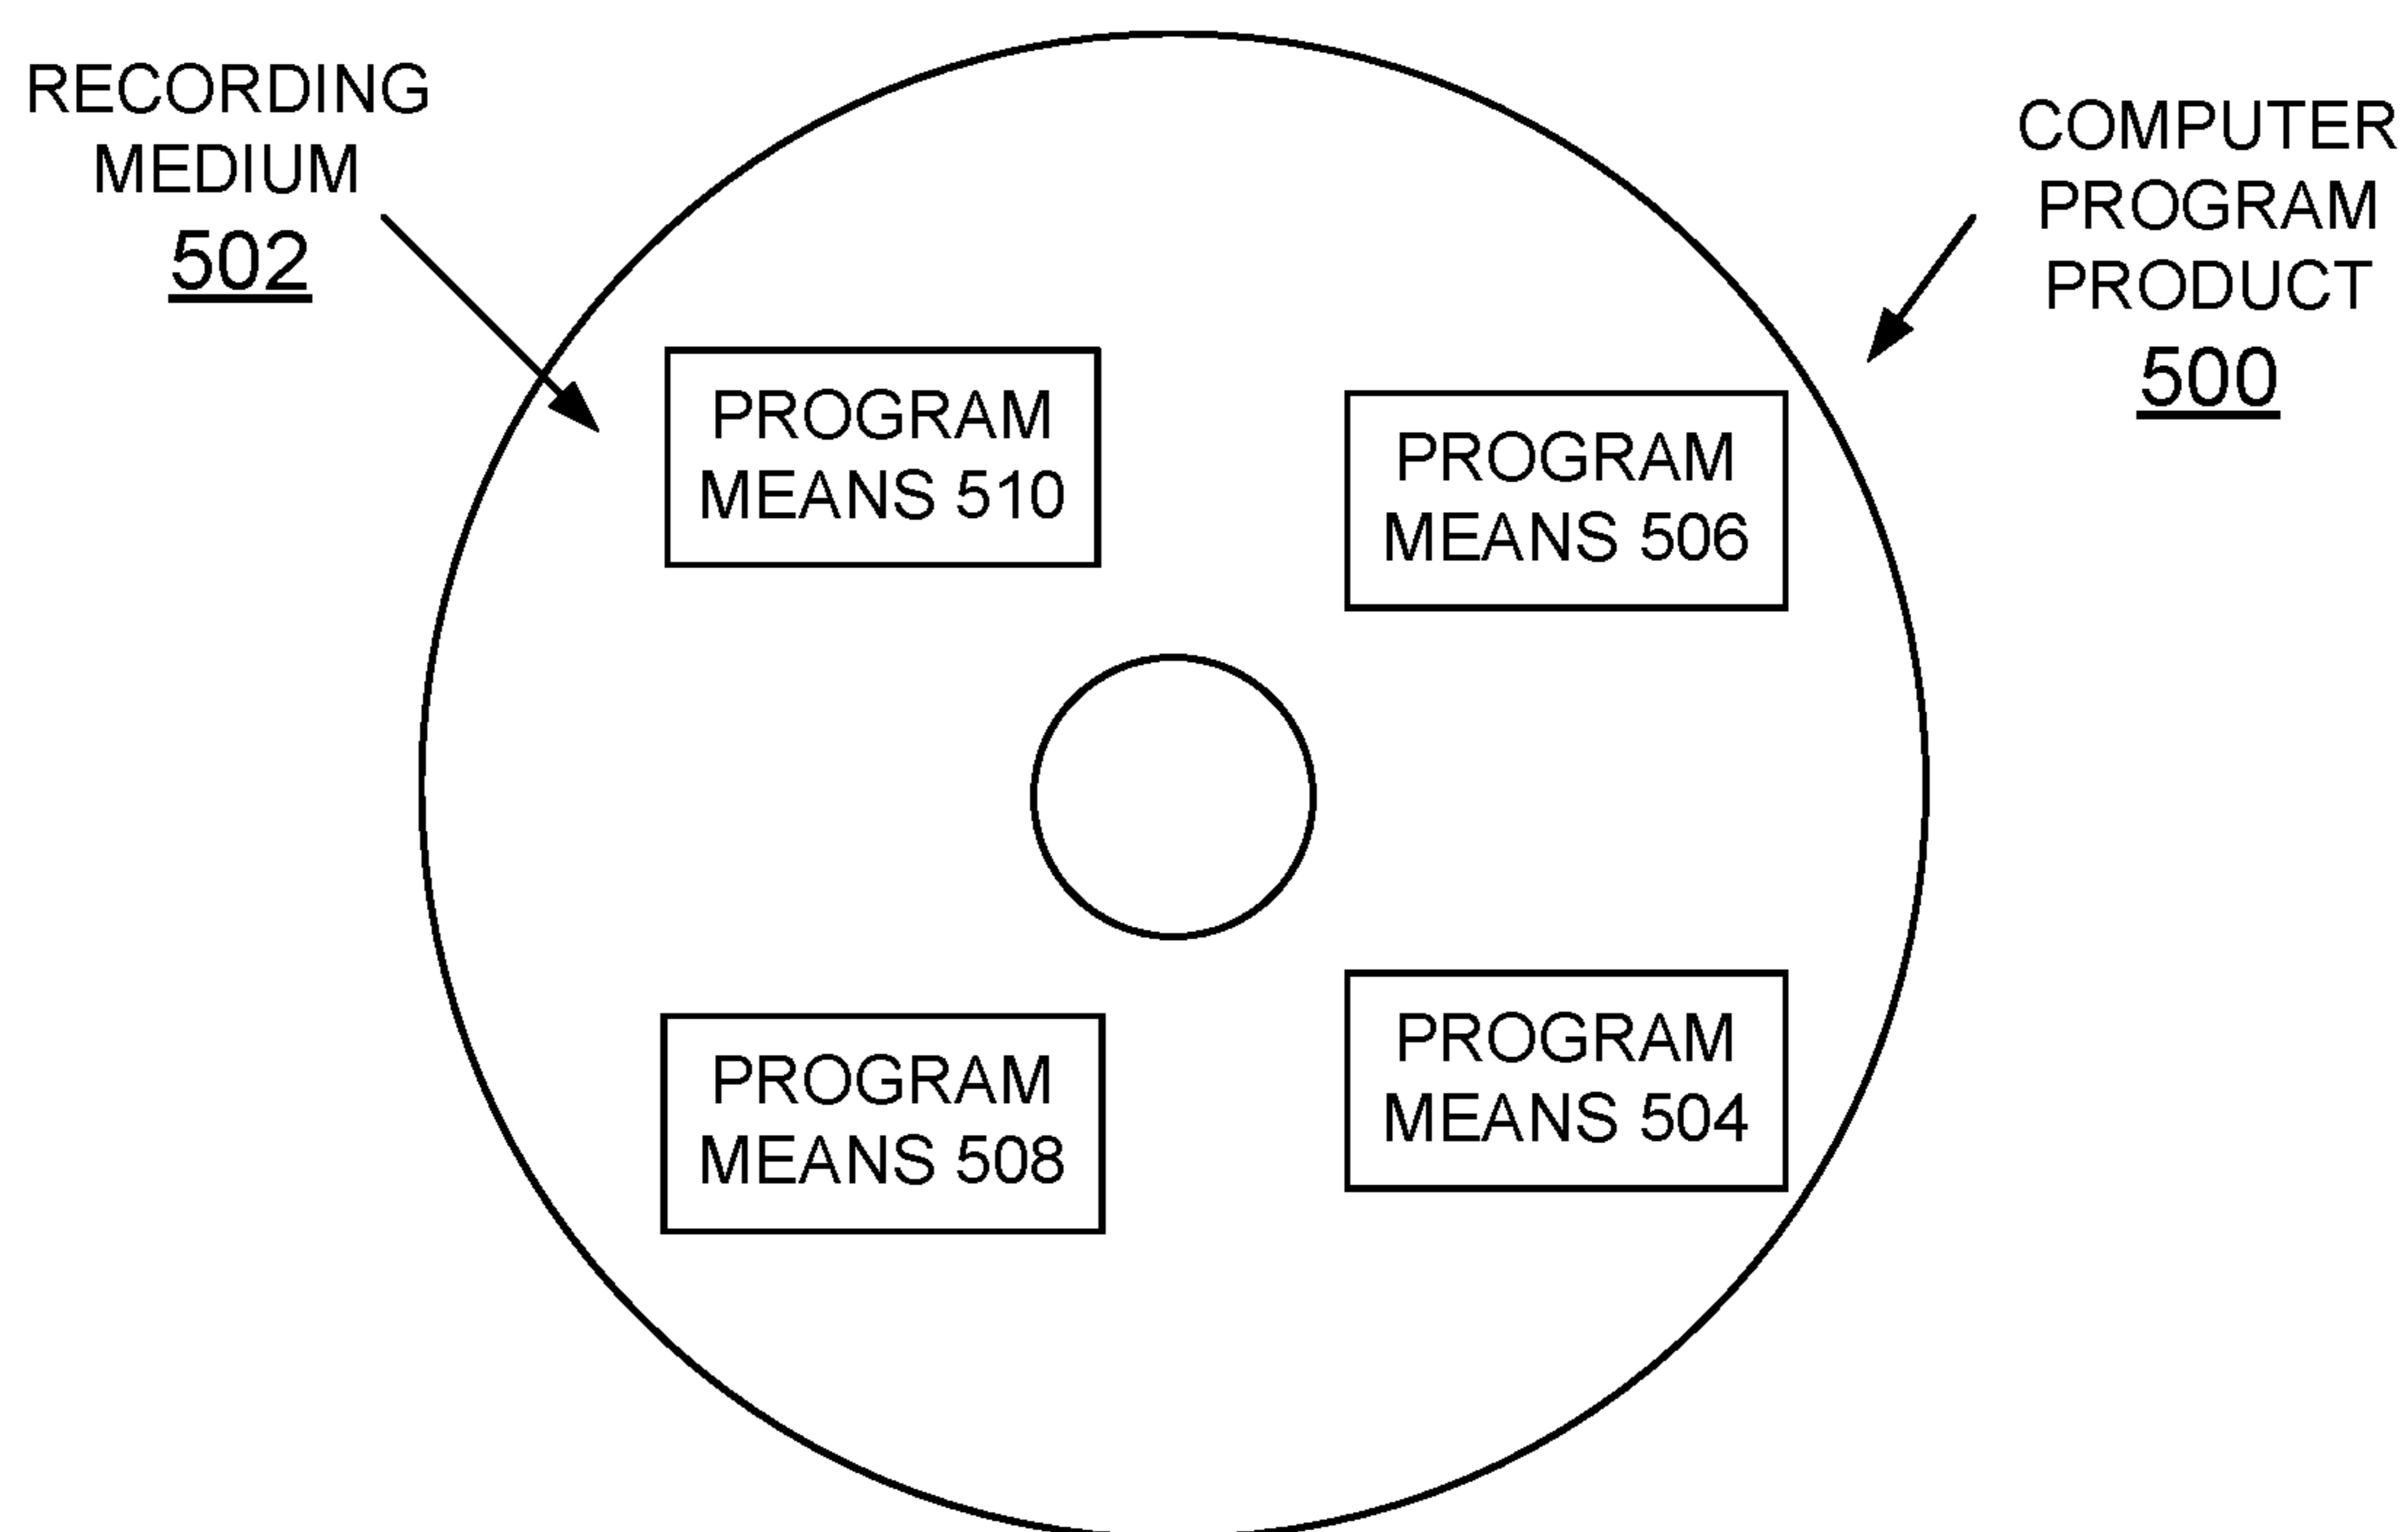 RECORDING
MEDIUM
502
COMPUTER
PROGRAM
PRODUCT
500
PROGRAM
MEANS 510
PROGRAM
MEANS 506
PROGRAM
MEANS 508
PROGRAM
MEANS 504